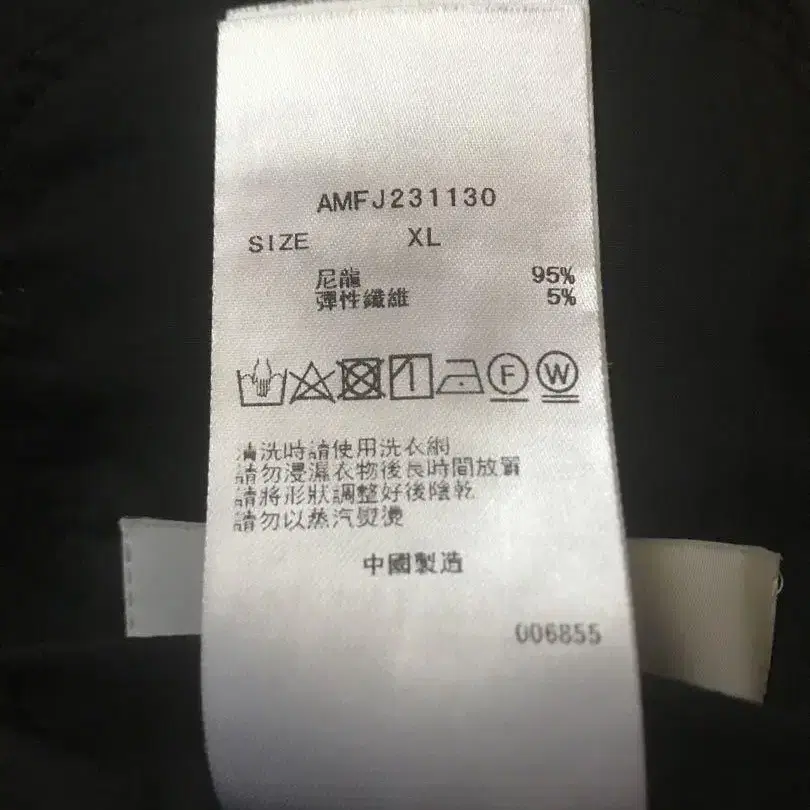 AMFJ231130
SIZE XL
尼龍 95%
彈性纖維 5%
F W
清洗時請使用洗衣網
請勿浸濕衣物後長時間放置
請將形狀調整好後陰乾
請勿以蒸汽熨燙
中國製造
006855